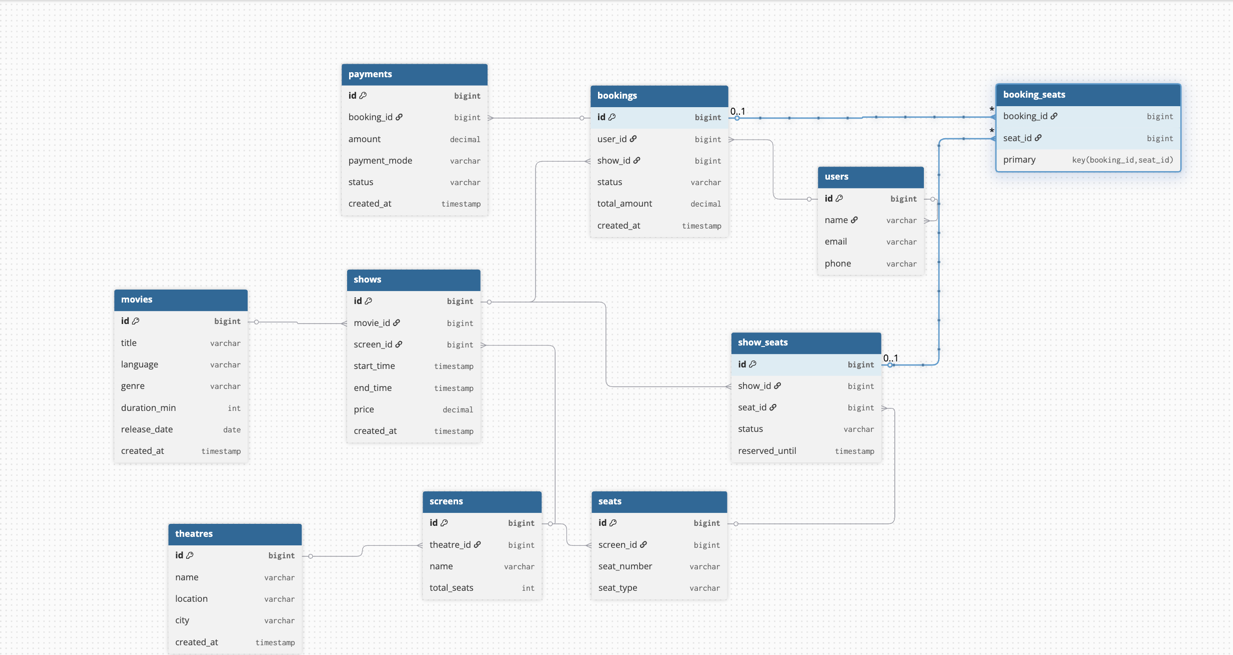 payments
id bigint
booking_id bigint
amount decimal
payment_mode varchar
status varchar
created_at timestamp
bookings
id bigint
user_id bigint
show_id bigint
status varchar
total_amount decimal
created_at timestamp
0..1
*
*
booking_seats
booking_id bigint
seat_id bigint
primary key(booking_id,seat_id)
users
id bigint
name varchar
email varchar
phone varchar
shows
id bigint
movie_id bigint
screen_id bigint
start_time timestamp
end_time timestamp
price decimal
created_at timestamp
movies
id bigint
title varchar
language varchar
genre varchar
duration_min int
release_date date
created_at timestamp
show_seats
0..1
id bigint
show_id bigint
seat_id bigint
status varchar
reserved_until timestamp
screens
id bigint
theatre_id bigint
name varchar
total_seats int
seats
id bigint
screen_id bigint
seat_number varchar
seat_type varchar
theatres
id bigint
name varchar
location varchar
city varchar
created_at timestamp